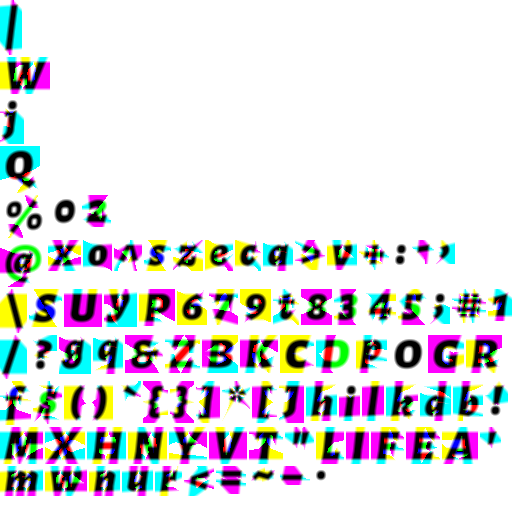 |
W
j
Q
% o z
@ X o ^ s z e c a > v + : ' ,
\ S U y P 6 7 9 t 8 3 4 5 ; # 1
/ ? g q & Z B K C D p O G R
f $ ( ) ` { } ] * [ J h i l k d b !
M X H N Y V T " L I F E A '
m w n u r < = ~ - .